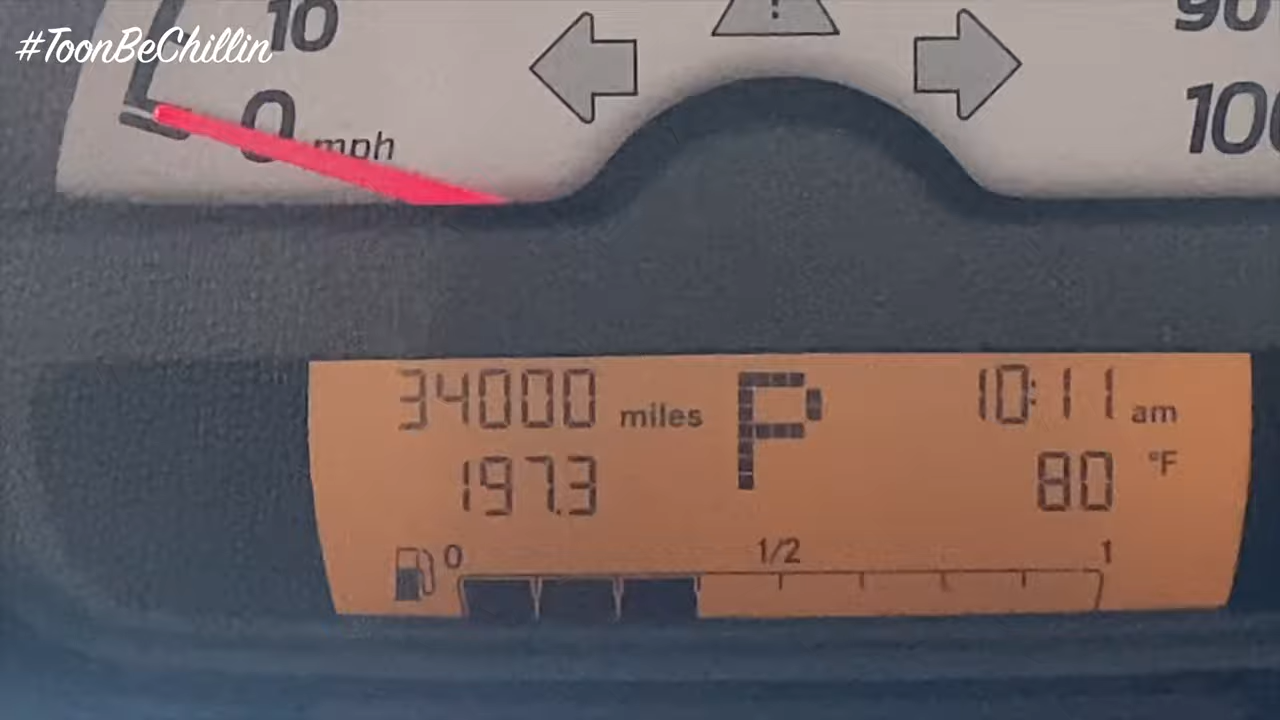 #ToonBeChillin
10
0 mph
90
100
34000 miles
P
10:11 am
197.3
80 °F
0
1/2
1